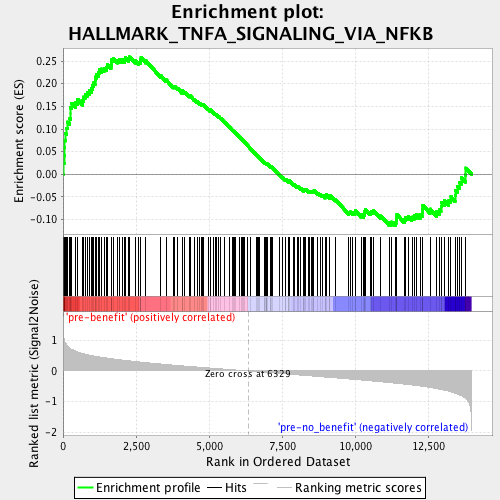 Enrichment plot:
HALLMARK_TNFA_SIGNALING_VIA_NFKB
Enrichment score (ES)
0.25
0.20
0.15
0.10
0.05
0.00
-0.05
-0.10
'pre-benefit' (positively correlated)
Ranked list metric (Signal2Noise)
1
0
-1
-2
Zero cross at 6329
'pre-no_benefit' (negatively correlated)
0
2,500
5,000
7,500
10,000
12,500
Rank in Ordered Dataset
Enrichment profile
Hits
Ranking metric scores